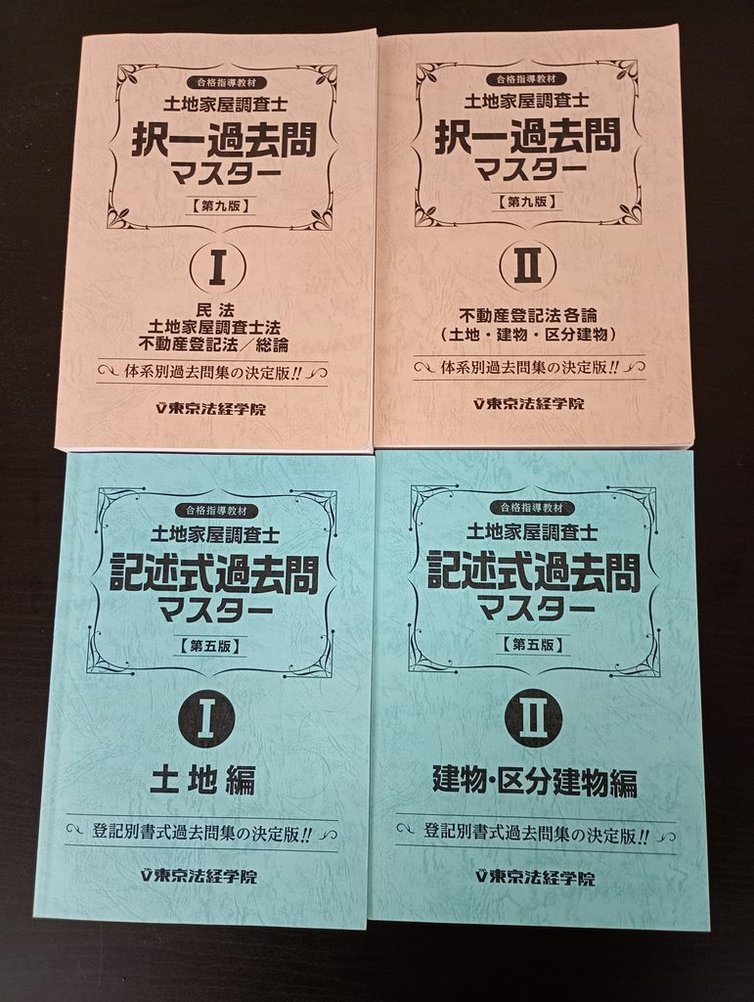 合格指導教材
土地家屋調査士
択一過去問
マスター
【第九版】
I
民法
土地家屋調査士法
不動産登記法／総論
体系別過去問集の決定版!!
東京法経学院
合格指導教材
土地家屋調査士
択一過去問
マスター
【第九版】
II
不動産登記法各論
（土地・建物・区分建物）
体系別過去問集の決定版!!
東京法経学院
合格指導教材
土地家屋調査士
記述式過去問
マスター
【第五版】
I
土地編
登記別書式過去問集の決定版!!
東京法経学院
合格指導教材
土地家屋調査士
記述式過去問
マスター
【第五版】
II
建物・区分建物編
登記別書式過去問集の決定版!!
東京法経学院